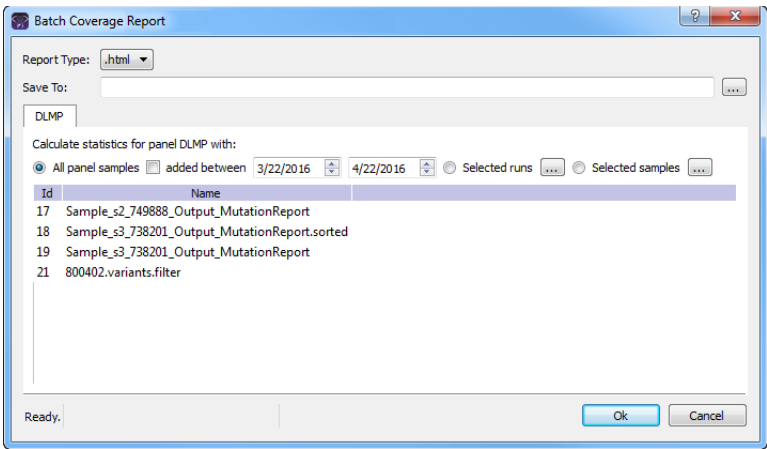 Batch Coverage Report
Report Type: .html
Save To: ...
DLMP
Calculate statistics for panel DLMP with:
All panel samples added between 3/22/2016 4/22/2016 Selected runs ... Selected samples ...
Id Name
17 Sample_s2_749888_Output_MutationReport
18 Sample_s3_738201_Output_MutationReport.sorted
19 Sample_s3_738201_Output_MutationReport
21 800402.variants.filter
Ready. Ok Cancel